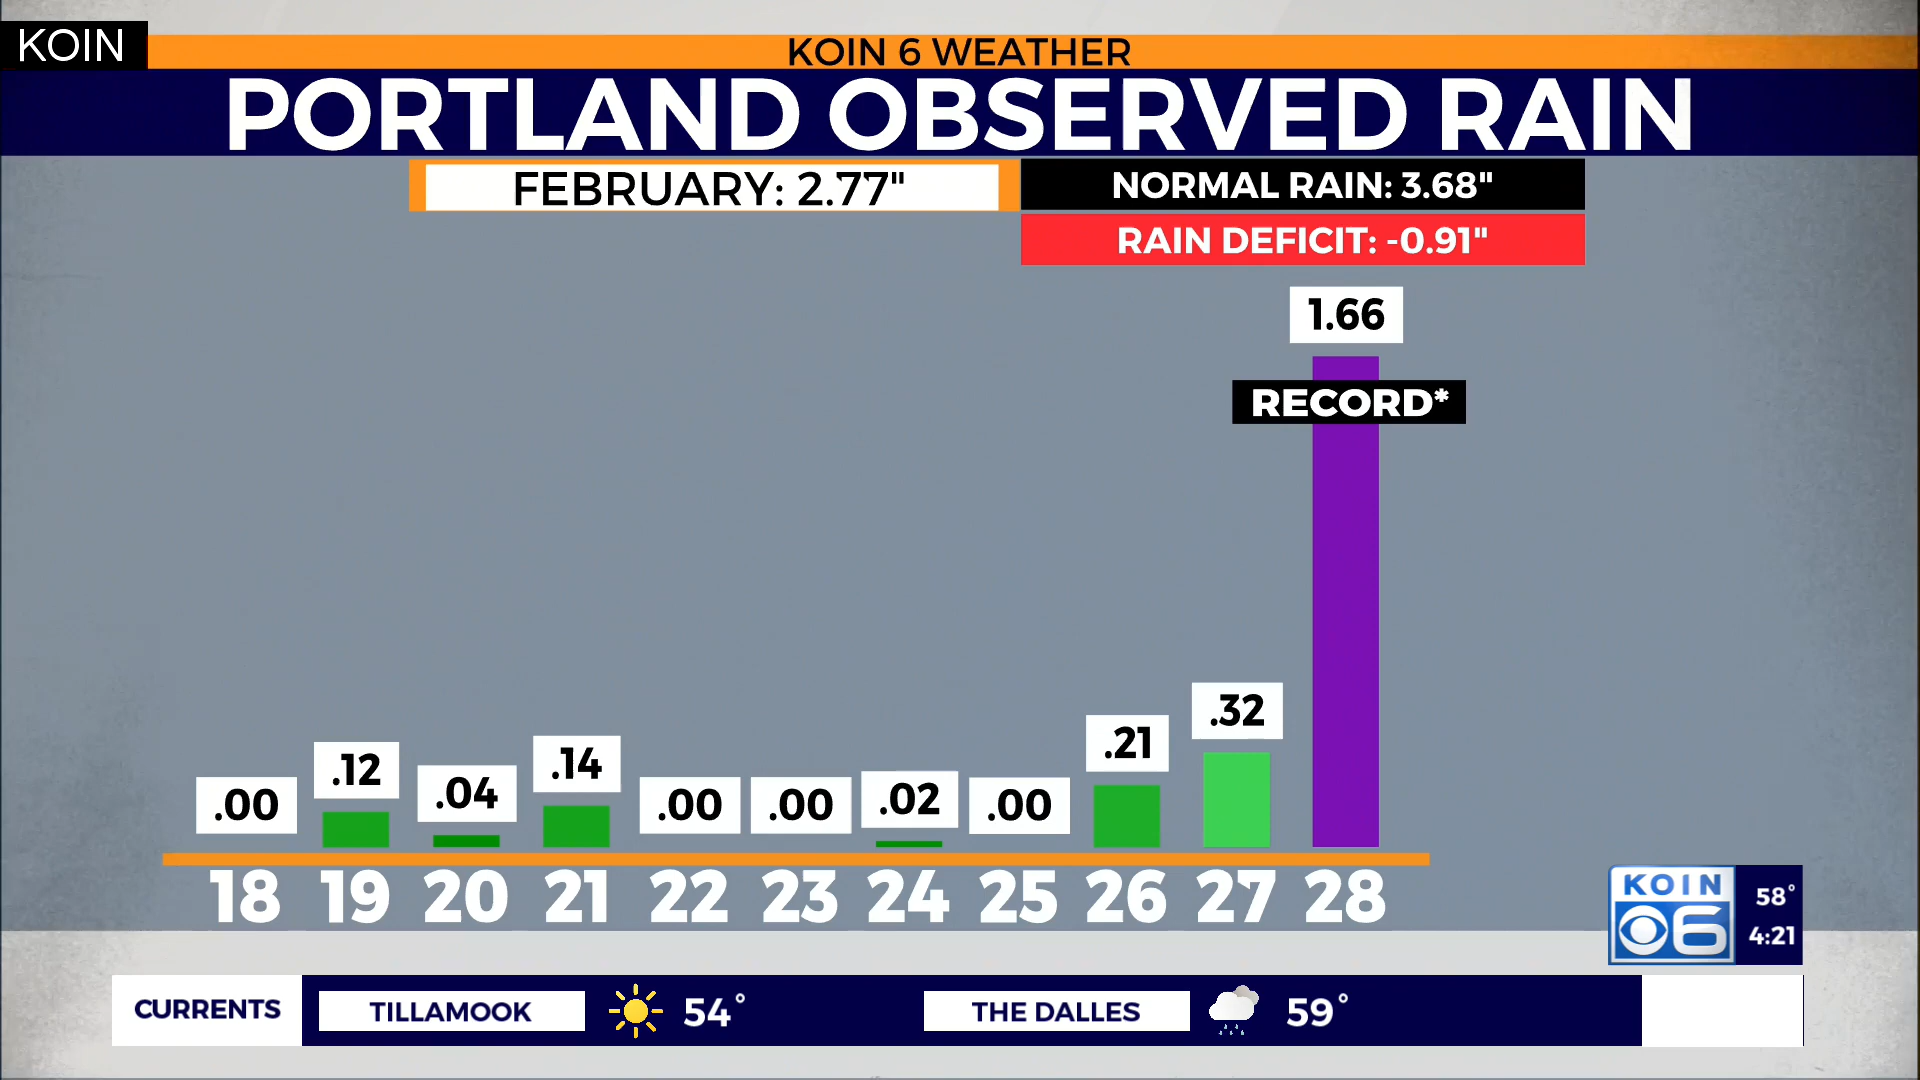 KOIN
KOIN 6 WEATHER
PORTLAND OBSERVED RAIN
FEBRUARY: 2.77"
NORMAL RAIN: 3.68"
RAIN DEFICIT: -0.91"
1.66
RECORD*
.00 .12 .04 .14 .00 .00 .02 .00 .21 .32
18 19 20 21 22 23 24 25 26 27 28
KOIN
6
58°
4:21
CURRENTS TILLAMOOK 54° THE DALLES 59°